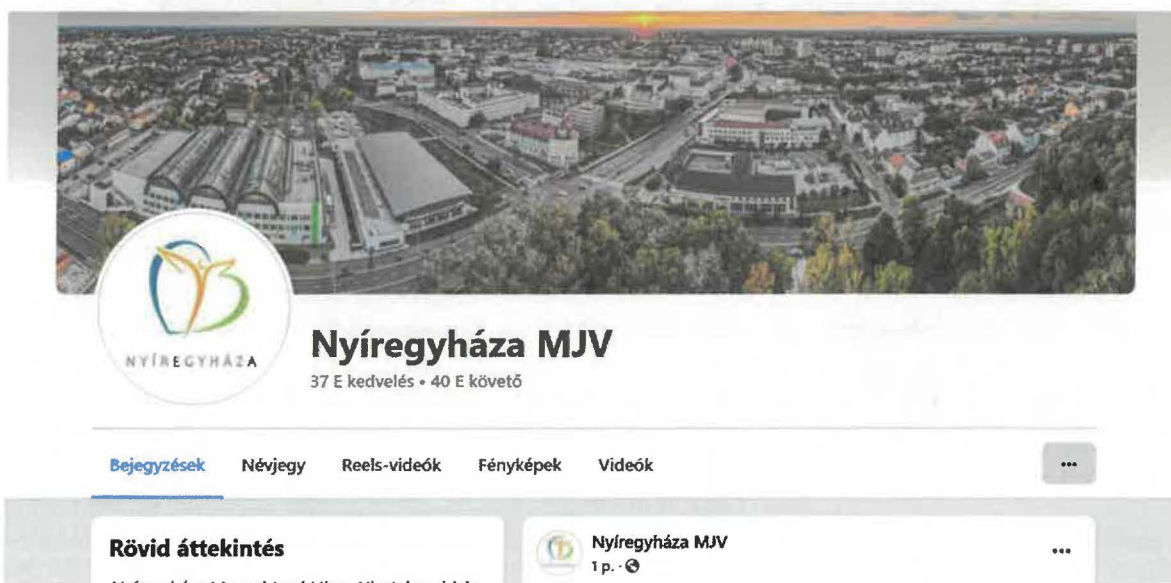 NYÍREGYHÁZA
Nyíregyháza MJV
37 E kedvelés • 40 E követő
Bejegyzések Névjegy Reels-videók Fényképek Videók
Rövid áttekintés
Nyíregyháza MJV
1 p. ·